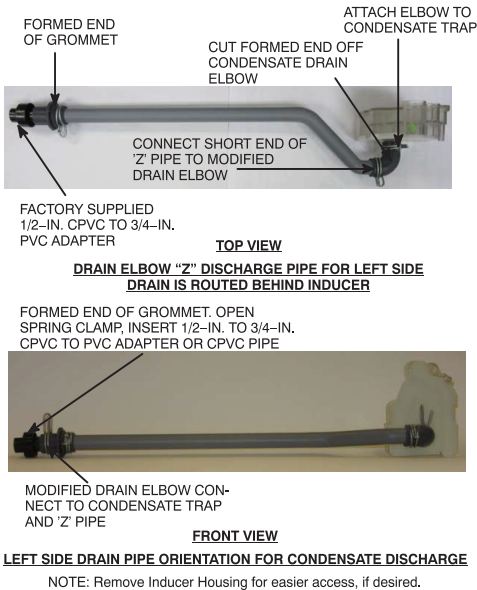 FORMED END
OF GROMMET
ATTACH ELBOW TO
CONDENSATE TRAP
CUT FORMED END OFF
CONDENSATE DRAIN
ELBOW
CONNECT SHORT END OF
'Z' PIPE TO MODIFIED
DRAIN ELBOW
FACTORY SUPPLIED
1/2–IN. CPVC TO 3/4–IN.
PVC ADAPTER
TOP VIEW
DRAIN ELBOW “Z” DISCHARGE PIPE FOR LEFT SIDE
DRAIN IS ROUTED BEHIND INDUCER
FORMED END OF GROMMET. OPEN
SPRING CLAMP, INSERT 1/2–IN. TO 3/4–IN.
CPVC TO PVC ADAPTER OR CPVC PIPE
MODIFIED DRAIN ELBOW CON-
NECT TO CONDENSATE TRAP
AND 'Z' PIPE
FRONT VIEW
LEFT SIDE DRAIN PIPE ORIENTATION FOR CONDENSATE DISCHARGE
NOTE: Remove Inducer Housing for easier access, if desired.